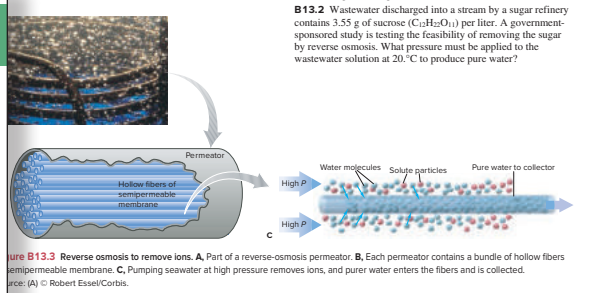 B13.2 Wastewater discharged into a stream by a sugar refinery
contains 3.55 g of sucrose (C₁₂H₂₂O₁₁) per liter. A government-
sponsored study is testing the feasibility of removing the sugar
by reverse osmosis. What pressure must be applied to the
wastewater solution at 20.°C to produce pure water?
Permeator
Hollow fibers of
semipermeable
membrane
Water molecules
Solute particles
Pure water to collector
High P
High P
C
ure B13.3 Reverse osmosis to remove ions. A, Part of a reverse-osmosis permeator. B, Each permeator contains a bundle of hollow fibers
semipermeable membrane. C, Pumping seawater at high pressure removes ions, and purer water enters the fibers and is collected.
urce: (A) © Robert Essel/Corbis.